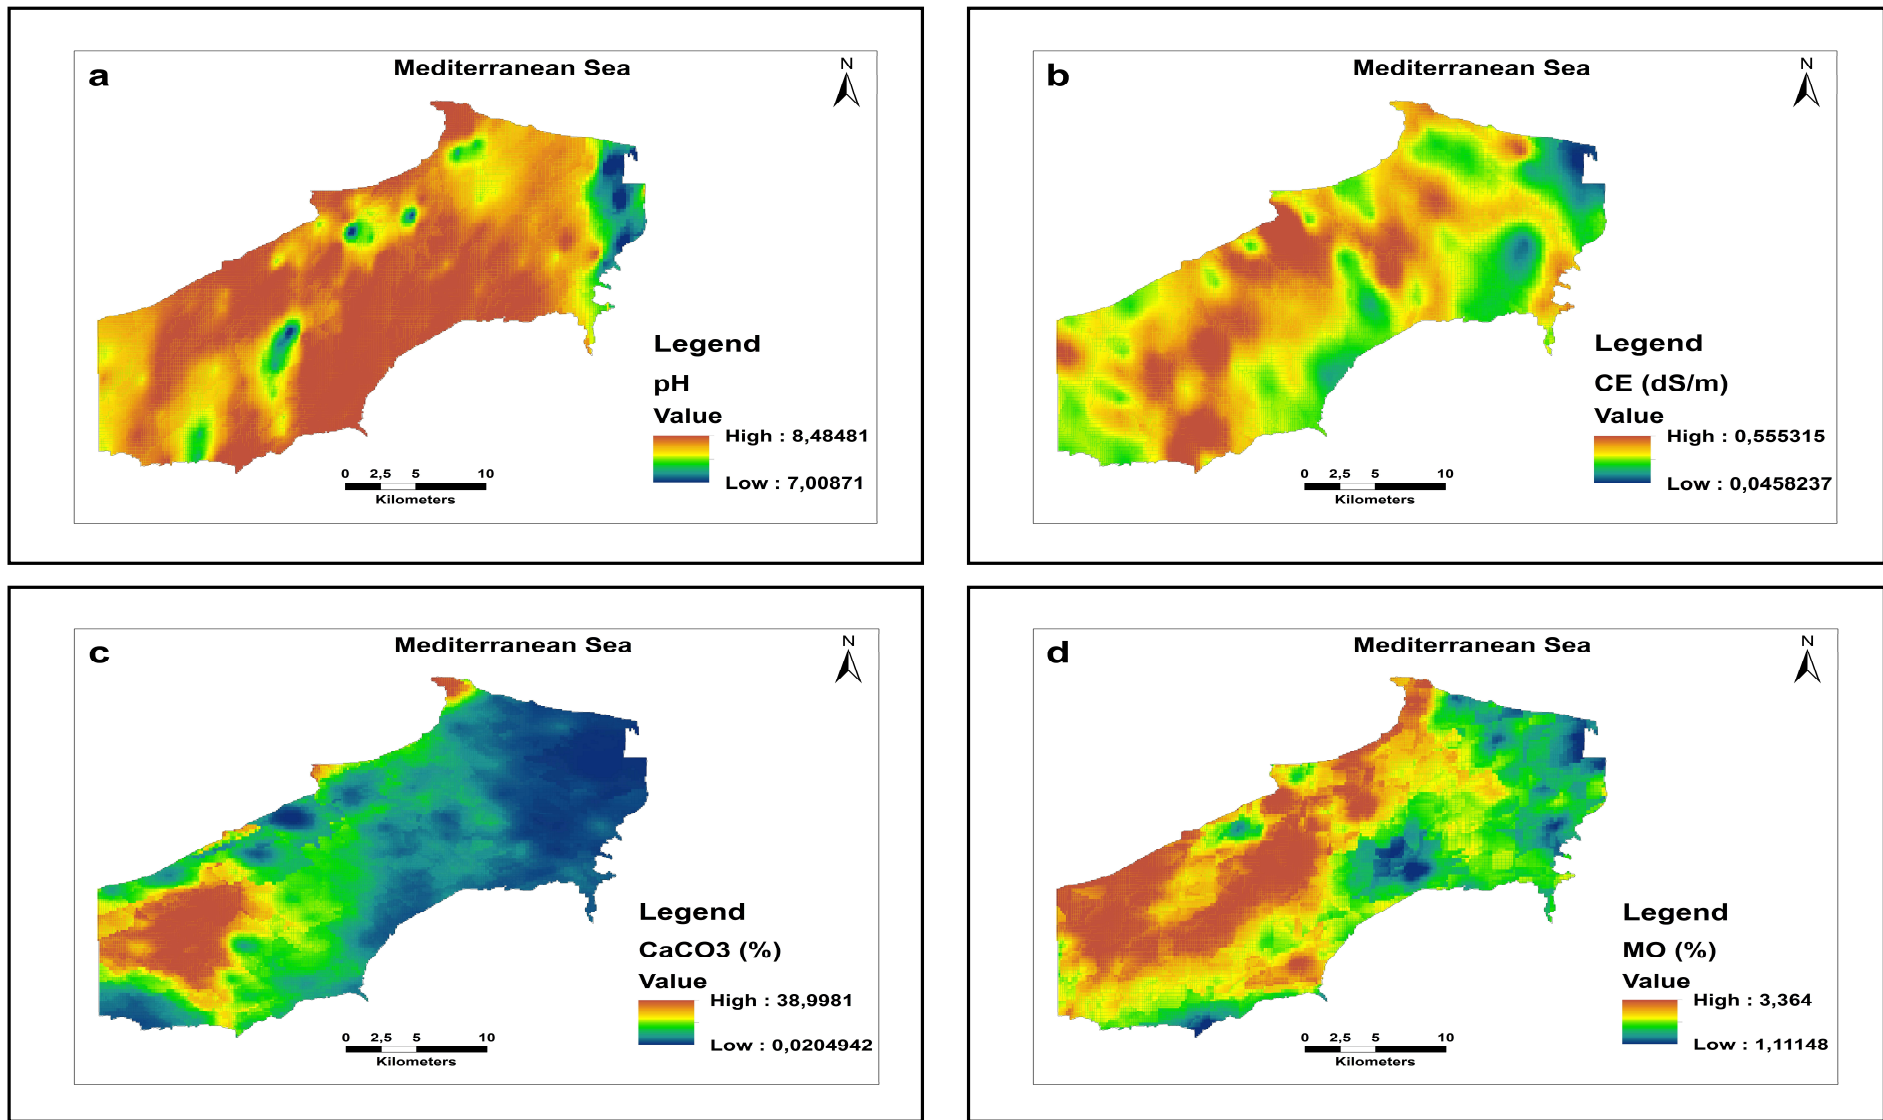 a
Mediterranean Sea
N
Legend
pH
Value
High : 8,48481
Low : 7,00871
0 2,5 5 10
Kilometers
b
Mediterranean Sea
N
Legend
CE (dS/m)
Value
High : 0,555315
Low : 0,0458237
0 2,5 5 10
Kilometers
c
Mediterranean Sea
N
Legend
CaCO3 (%)
Value
High : 38,9981
Low : 0,0204942
0 2,5 5 10
Kilometers
d
Mediterranean Sea
N
Legend
MO (%)
Value
High : 3,364
Low : 1,11148
0 2,5 5 10
Kilometers